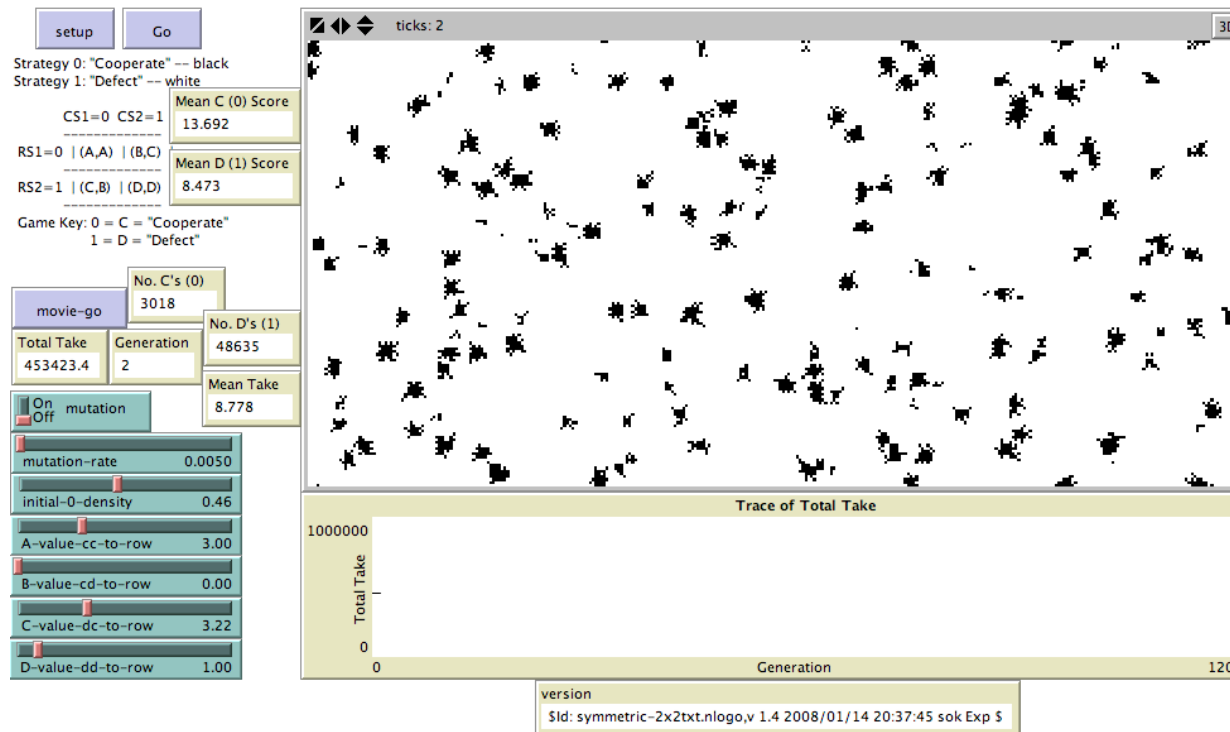 setup
Go
Strategy 0: "Cooperate" -- black
Strategy 1: "Defect" -- white
CS1=0 CS2=1
-------------
RS1=0 | (A,A) | (B,C)
-------------
RS2=1 | (C,B) | (D,D)
-------------
Game Key: 0 = C = "Cooperate"
1 = D = "Defect"
Mean C (0) Score
13.692
Mean D (1) Score
8.473
No. C's (0)
3018
movie-go
No. D's (1)
48635
Total Take
453423.4
Generation
2
Mean Take
8.778
On
Off
mutation
mutation-rate 0.0050
initial-0-density 0.46
A-value-cc-to-row 3.00
B-value-cd-to-row 0.00
C-value-dc-to-row 3.22
D-value-dd-to-row 1.00
ticks: 2
3D
Trace of Total Take
1000000
Total Take
0
0
Generation
120
version
$Id: symmetric-2x2txt.nlogo,v 1.4 2008/01/14 20:37:45 sok Exp $